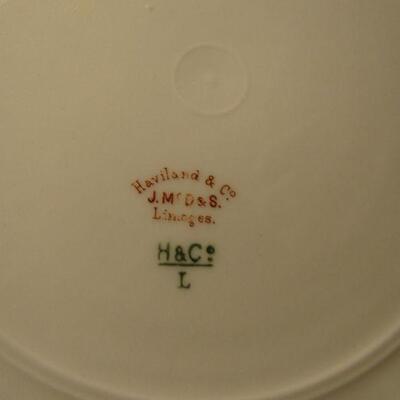 Haviland & Co
J. McD & S.
Limoges.
H & Co
L